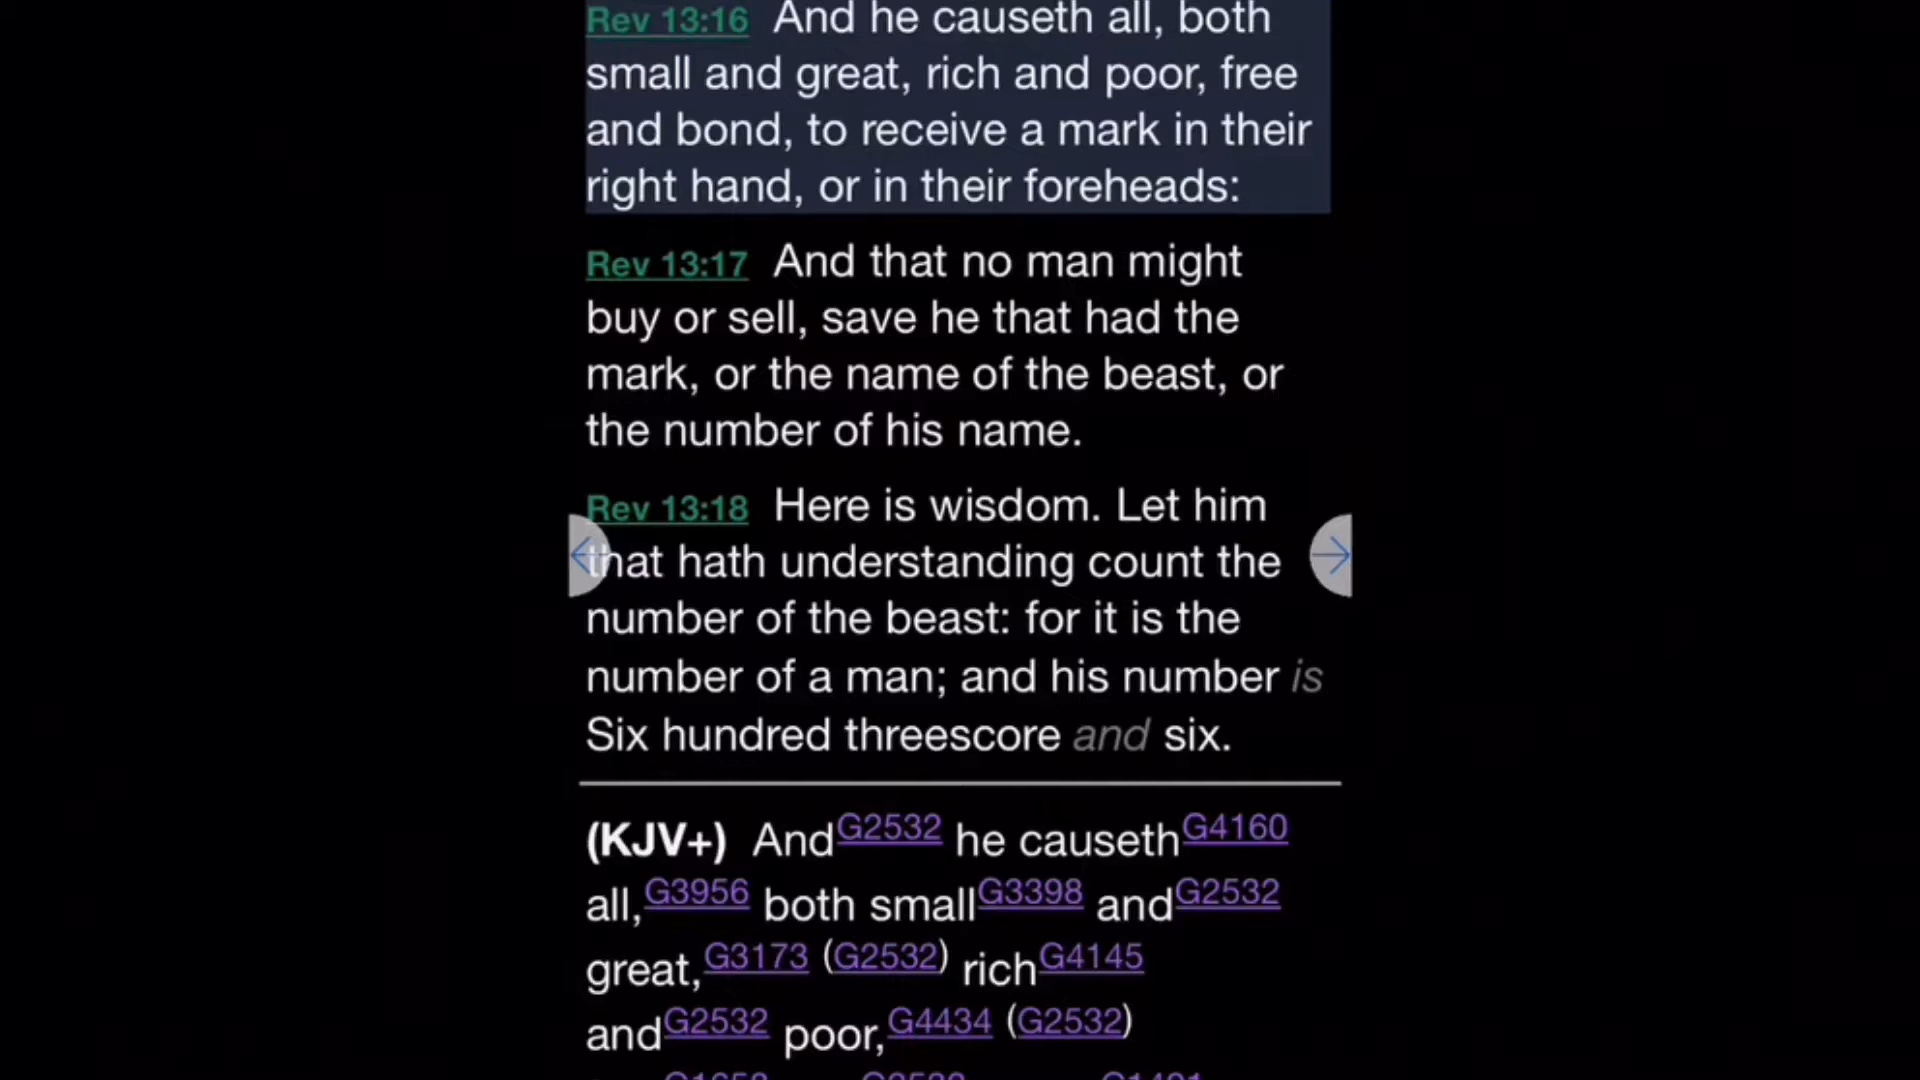 Rev 13:16 And he causeth all, both
small and great, rich and poor, free
and bond, to receive a mark in their
right hand, or in their foreheads:
Rev 13:17 And that no man might
buy or sell, save he that had the
mark, or the name of the beast, or
the number of his name.
Rev 13:18 Here is wisdom. Let him
that hath understanding count the
number of the beast: for it is the
number of a man; and his number is
Six hundred threescore and six.
(KJV+) And G2532 he causeth G4160
all, G3956 both small G3398 and G2532
great, G3173 (G2532) rich G4145
and G2532 poor, G4434 (G2532)